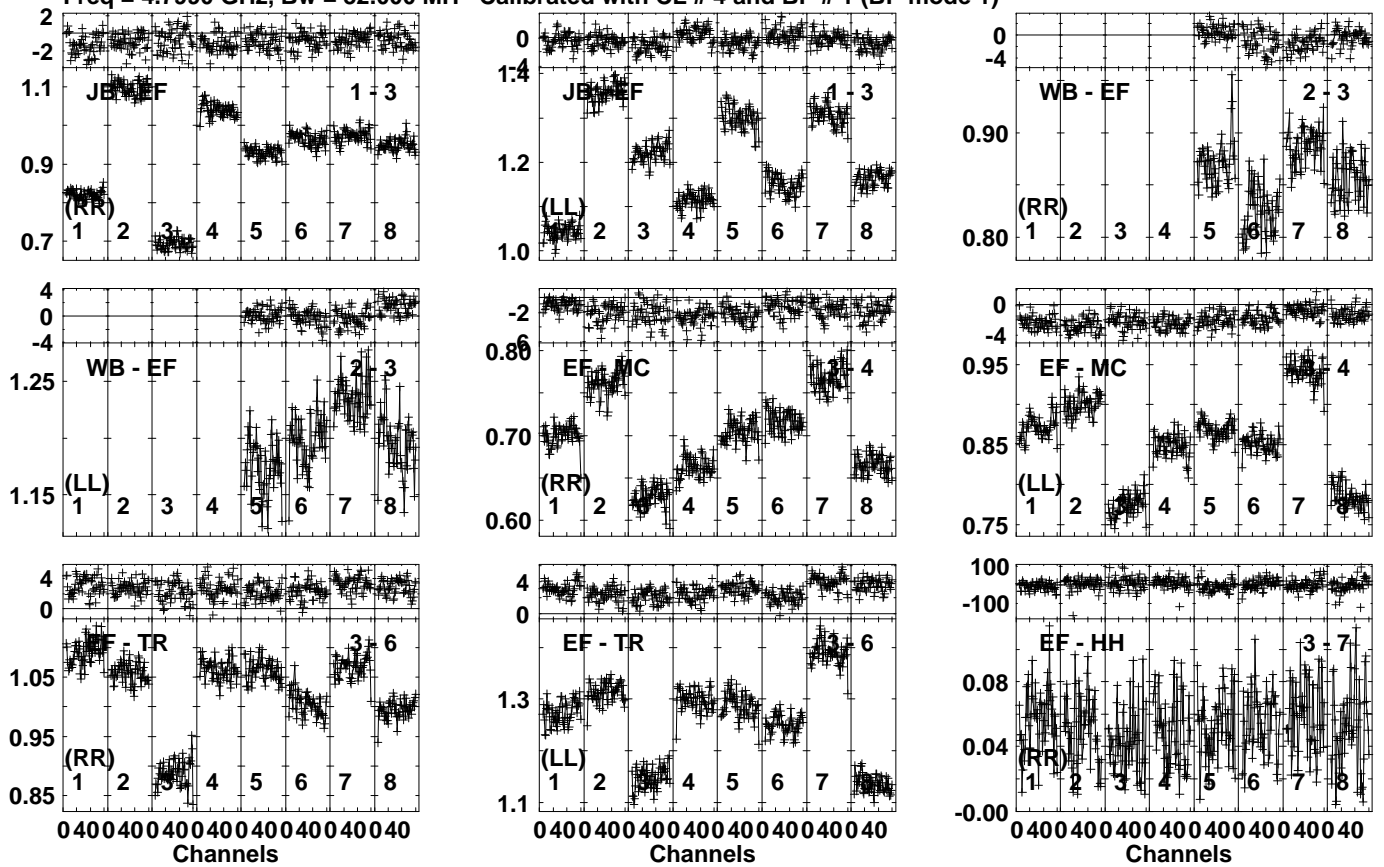 Freq = 4.7990 GHz, Bw = 32.000 MH Calibrated with CL # 4 and BP # 1 (BP mode 1)
2
-2
1.1
0.9
0.7
JB - EF 1 - 3
(RR)
1 2 3 4 5 6 7 8
0
-4
1.4
1.2
1.0
JB - EF 1 - 3
(LL)
1 2 3 4 5 6 7 8
0
-4
0.90
0.80
WB - EF 2 - 3
(RR)
1 2 3 4 5 6 7 8
4
0
-4
1.25
1.15
WB - EF 2 - 3
(LL)
1 2 3 4 5 6 7 8
-2
6
0.80
0.70
0.60
EF - MC 3 - 4
(RR)
1 2 3 4 5 6 7 8
0
-4
0.95
0.85
0.75
EF - MC 3 - 4
(LL)
1 2 3 4 5 6 7 8
4
0
1.05
0.95
0.85
EF - TR 3 - 6
(RR)
1 2 3 4 5 6 7 8
0 40 0 40 0 40 0 40 0 40 0 40 0 40 0 40
Channels
4
0
1.3
1.1
EF - TR 3 - 6
(LL)
1 2 3 4 5 6 7 8
0 40 0 40 0 40 0 40 0 40 0 40 0 40 0 40
Channels
100
-100
0.08
0.04
-0.00
EF - HH 3 - 7
(RR)
1 2 3 4 5 6 7 8
0 40 0 40 0 40 0 40 0 40 0 40 0 40 0 40
Channels